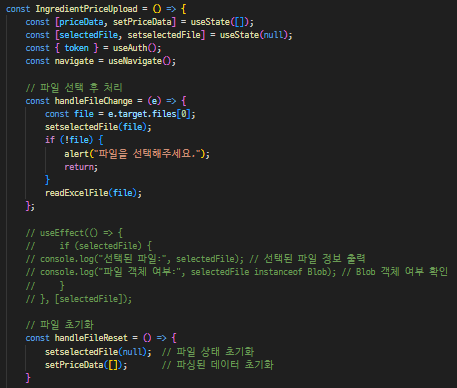 const IngredientPriceUpload = () => {
const [priceData, setPriceData] = useState([]);
const [selectedFile, setselectedFile] = useState(null);
const { token } = useAuth();
const navigate = useNavigate();
// 파일 선택 후 처리
const handleFileChange = (e) => {
const file = e.target.files[0];
setselectedFile(file);
if (!file) {
alert("파일을 선택해주세요.");
return;
}
readExcelFile(file);
};
// useEffect(() => {
//     if (selectedFile) {
// console.log("선택된 파일:", selectedFile); // 선택된 파일 정보 출력
// console.log("파일 객체 여부:", selectedFile instanceof Blob); // Blob 객체 여부 확인
//     }
// }, [selectedFile]);
// 파일 초기화
const handleFileReset = () => {
setselectedFile(null);  // 파일 상태 초기화
setPriceData([]);      // 파싱된 데이터 초기화
}